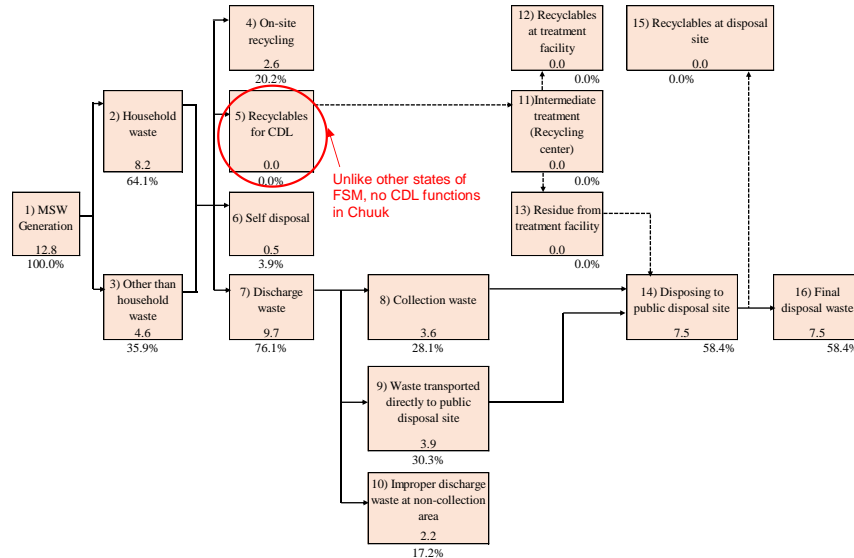 1) MSW
Generation
12.8
100.0%
2) Household
waste
8.2
64.1%
3) Other than
household
waste
4.6
35.9%
4) On-site
recycling
2.6
20.2%
5) Recyclables
for CDL
0.0
0.0%
Unlike other states of
FSM, no CDL functions
in Chuuk
6) Self disposal
0.5
3.9%
7) Discharge
waste
9.7
76.1%
8) Collection waste
3.6
28.1%
9) Waste transported
directly to public
disposal site
3.9
30.3%
10) Improper discharge
waste at non-collection
area
2.2
17.2%
12) Recyclables
at treatment
facility
0.0
0.0%
11)Intermediate
treatment
(Recycling
center)
0.0
0.0%
13) Residue from
treatment facility
0.0
0.0%
15) Recyclables at disposal
site
0.0
0.0%
14) Disposing to
public disposal site
7.5
58.4%
16) Final
disposal waste
7.5
58.4%